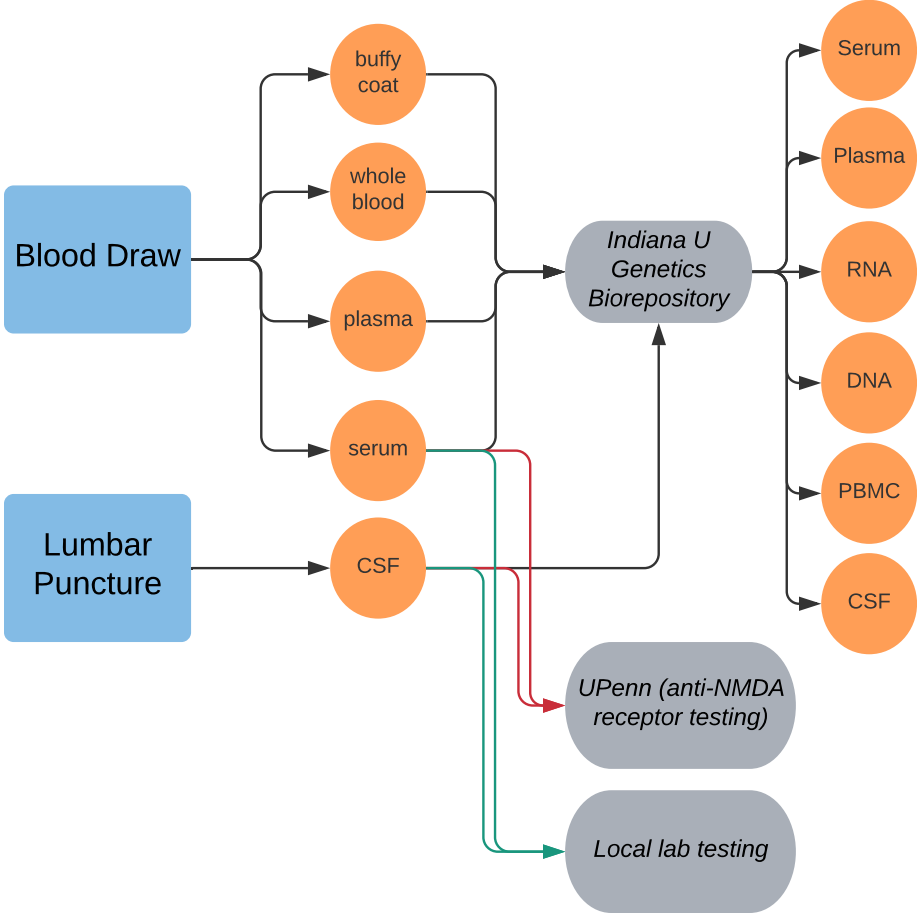 Blood Draw
Lumbar
Puncture
buffy
coat
whole
blood
plasma
serum
CSF
Indiana U
Genetics
Biorepository
UPenn (anti-NMDA
receptor testing)
Local lab testing
Serum
Plasma
RNA
DNA
PBMC
CSF